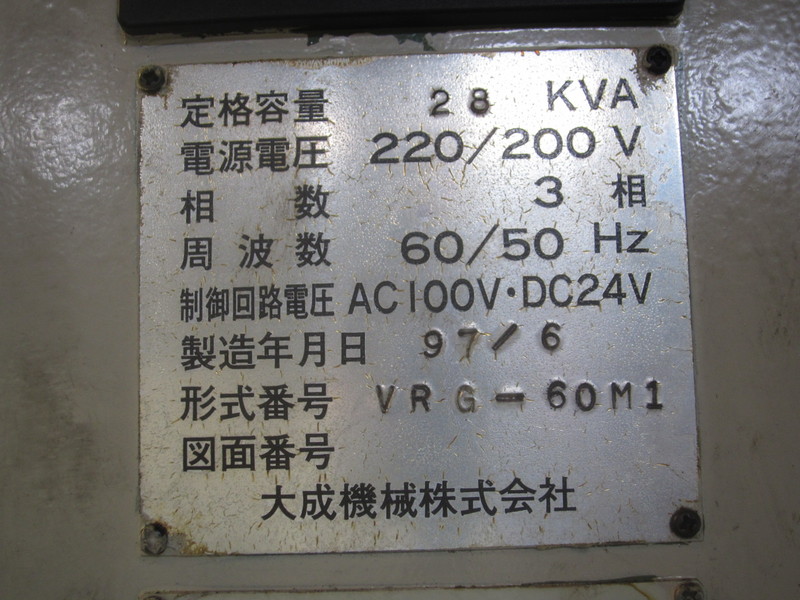 定格容量 28 KVA
電源電圧 220/200 V
相数 3 相
周波数 60/50 Hz
制御回路電圧 AC100V·DC24V
製造年月日 97/6
形式番号 VRG-60M1
図面番号
大成機械株式会社